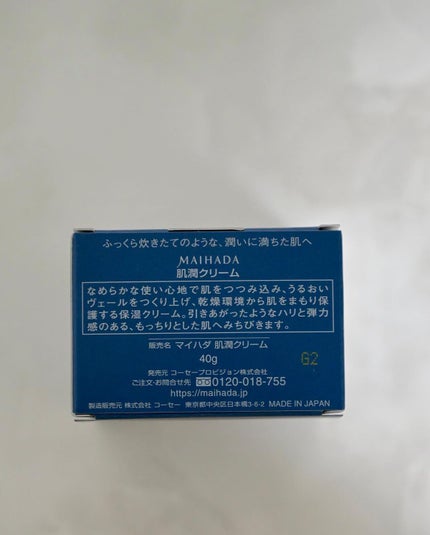 ふっくら炊きたてのような、潤いに満ちた肌へ
MAIHADA
肌潤クリーム
なめらかな使い心地で肌をつつみ込み、うるおい
ヴェールをつくり上げ、乾燥環境から肌をまもり保
護する保湿クリーム。引きあがったようなハリと弾力
感のある、もっちりとした肌へみちびきます。
販売名 マイハダ 肌潤クリーム
40g
G2
発売元 コーセープロビジョン株式会社
ご注文・お問合せ先 0120-018-755
https://maihada.jp
製造販売元 株式会社 コーセー 東京都中央区日本橋3-6-2 MADE IN JAPAN